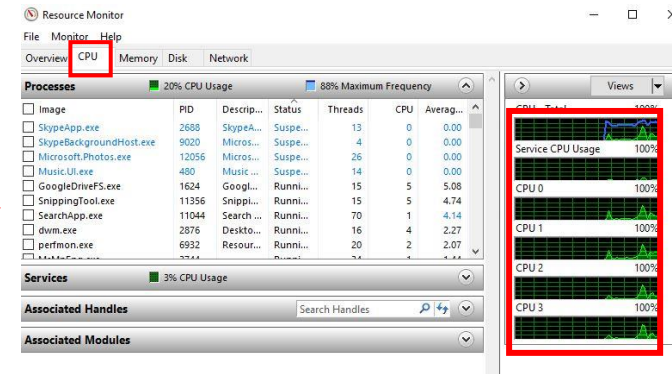 Resource Monitor
File Monitor Help
Overview CPU Memory Disk Network
Processes 20% CPU Usage 88% Maximum Frequency
Image PID Descrip... Status Threads CPU Averag...
SkypeApp.exe 2688 SkypeA... Suspe... 13 0 0.00
SkypeBackgroundHost.exe 9020 Micros... Suspe... 4 0 0.00
Microsoft.Photos.exe 12056 Micros... Suspe... 26 0 0.00
Music.UI.exe 480 Music ... Suspe... 14 0 0.00
GoogleDriveFS.exe 1624 Googl... Runni... 15 5 5.08
SnippingTool.exe 11356 Snippi... Runni... 15 5 4.74
SearchApp.exe 11044 Search ... Runni... 70 1 4.14
dwm.exe 2876 Deskto... Runni... 16 4 2.27
perfmon.exe 6932 Resour... Runni... 20 2 2.07
Services 3% CPU Usage
Associated Handles Search Handles
Associated Modules
Views
CPU - Total 100%
Service CPU Usage 100%
CPU 0 100%
CPU 1 100%
CPU 2 100%
CPU 3 100%